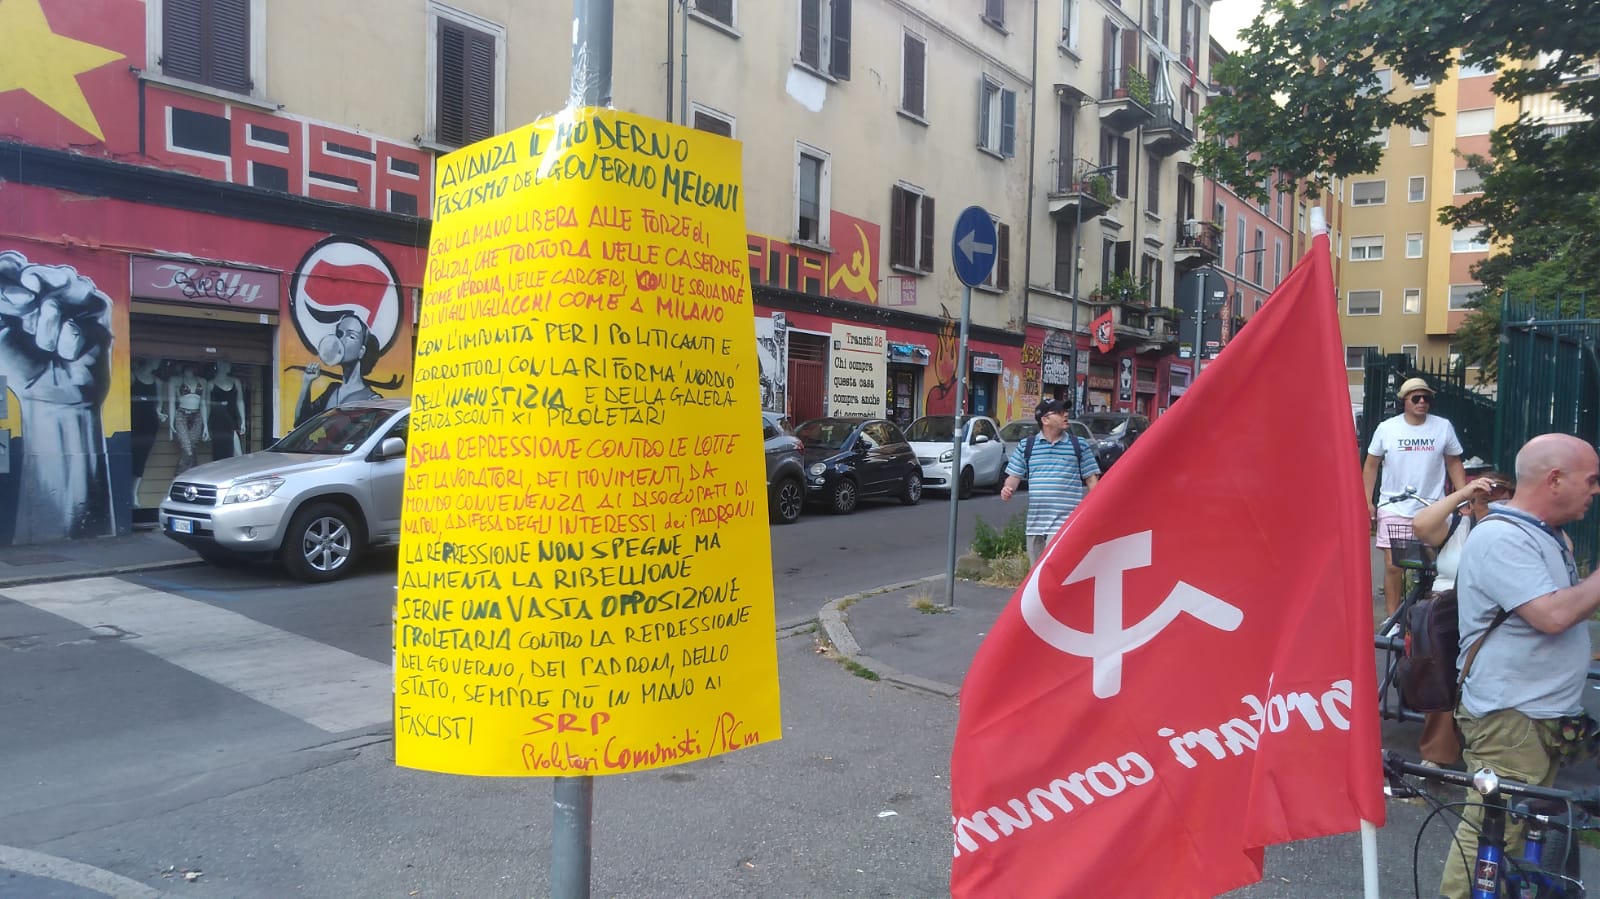 CASA
AVANZA IL MODERNO
FASCISMO DEL GOVERNO MELONI
CON LA MANO LIBERA ALLE FORZE di
POLIZIA, CHE TORTURA NELLE CASERME,
COME VERONA, NELLE CARCERI, CON LE SQUADRE
DI VIGILI VIGLIACCHI COME A MILANO
CON L'IMPUNITÀ PER I POLITICANTI E
CORRUTTORI, CON LA RIFORMA 'NORDIO'
DELL'INGIUSTIZIA E DELLA GALERA
SENZA SCONTI X I PROLETARI
DELLA REPRESSIONE CONTRO LE LOTTE
DEI LAVORATORI, DEI MOVIMENTI, DA
MONDO CONVENENZA AI DISOCCUPATI DI
NAPOLI, A DIFESA DEGLI INTERESSI dei PADRONI
LA REPRESSIONE NON SPEGNE MA
ALIMENTA LA RIBELLIONE
SERVE UNA VASTA OPPOSIZIONE
PROLETARIA CONTRO LA REPRESSIONE
DEL GOVERNO, DEI PADRONI, DELLO
STATO, SEMPRE PIÙ IN MANO AI
FASCISTI
SRP
Proletari Comunisti /PCm
Transiti 28
Chi compra
questa casa
compra anche
gli occupanti
TOMMY
JEANS
proletari comuni